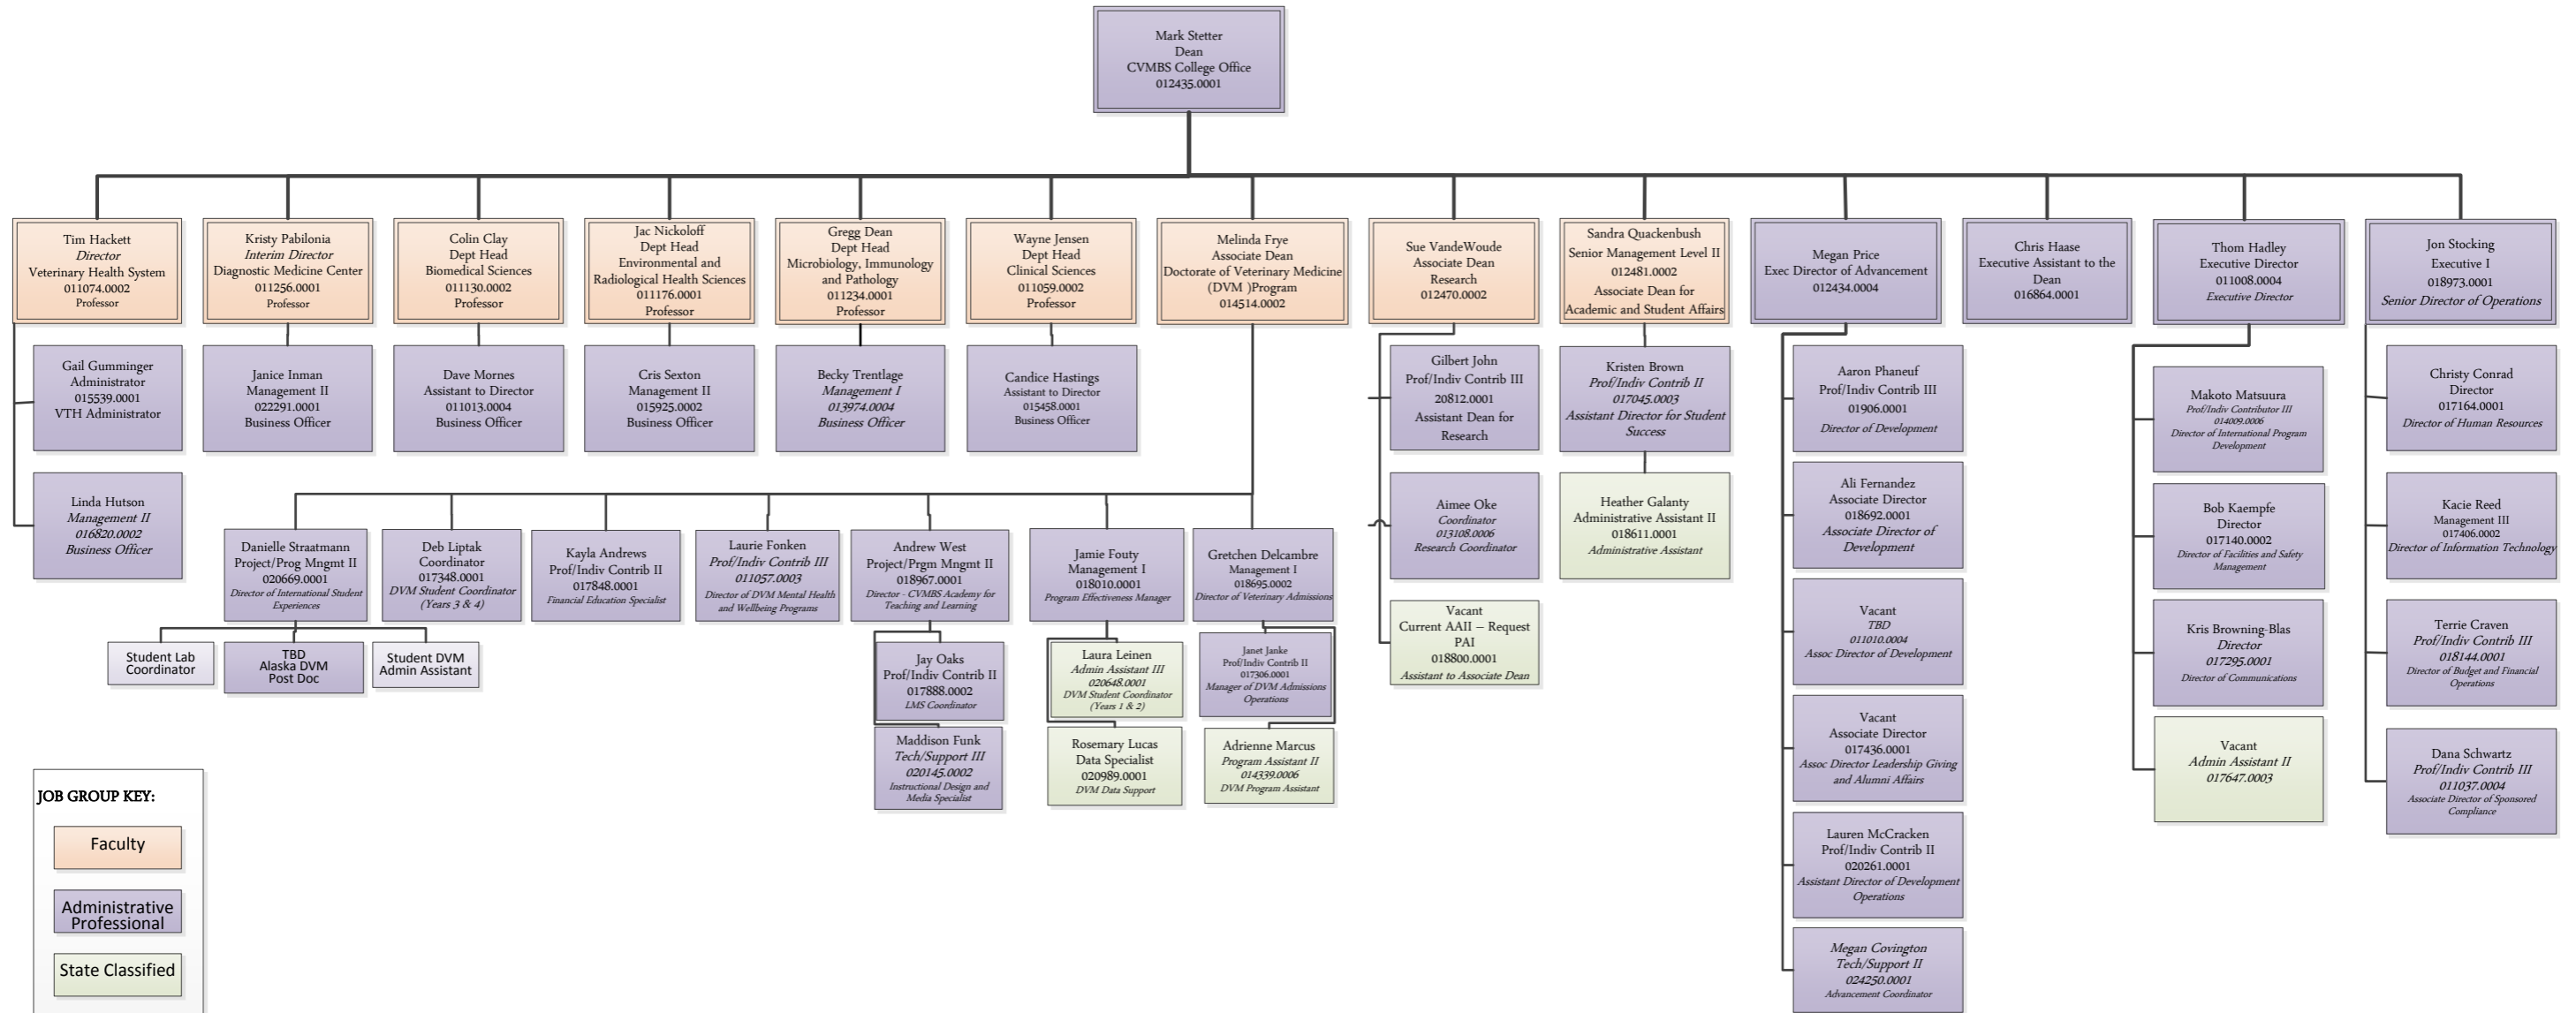 Mark Stetter
Dean
CVMBS College Office
012435.0001
Tim Hackett
Director
Veterinary Health System
011074.0002
Professor
Kristy Pabilonia
Interim Director
Diagnostic Medicine Center
011256.0001
Professor
Colin Clay
Dept Head
Biomedical Sciences
011130.0002
Professor
Jac Nickoloff
Dept Head
Environmental and
Radiological Health Sciences
011176.0001
Professor
Gregg Dean
Dept Head
Microbiology, Immunology
and Pathology
011234.0001
Professor
Wayne Jensen
Dept Head
Clinical Sciences
011059.0002
Professor
Melinda Frye
Associate Dean
Doctorate of Veterinary Medicine
(DVM )Program
014514.0002
Sue VandeWoude
Associate Dean
Research
012470.0002
Sandra Quackenbush
Senior Management Level II
012481.0002
Associate Dean for
Academic and Student Affairs
Megan Price
Exec Director of Advancement
012434.0004
Chris Haase
Executive Assistant to the
Dean
016864.0001
Thom Hadley
Executive Director
011008.0004
Executive Director
Jon Stocking
Executive I
018973.0001
Senior Director of Operations
Gail Gumminger
Administrator
015539.0001
VTH Administrator
Linda Hutson
Management II
016820.0002
Business Officer
Janice Inman
Management II
022291.0001
Business Officer
Dave Mornes
Assistant to Director
011013.0004
Business Officer
Cris Sexton
Management II
015925.0002
Business Officer
Becky Trentlage
Management I
013974.0004
Business Officer
Candice Hastings
Assistant to Director
015458.0001
Business Officer
Danielle Straatmann
Project/Prog Mngmt II
020669.0001
Director of International Student
Experiences
Deb Liptak
Coordinator
017348.0001
DVM Student Coordinator
(Years 3 & 4)
Kayla Andrews
Prof/Indiv Contrib II
017848.0001
Financial Education Specialist
Laurie Fonken
Prof/Indiv Contrib III
011057.0003
Director of DVM Mental Health
and Wellbeing Programs
Andrew West
Project/Prgm Mngmt II
018967.0001
Director - CVMBS Academy for
Teaching and Learning
Jamie Fouty
Management I
018010.0001
Program Effectiveness Manager
Gretchen Delcambre
Management I
018695.0002
Director of Veterinary Admissions
Student Lab
Coordinator
TBD
Alaska DVM
Post Doc
Student DVM
Admin Assistant
Jay Oaks
Prof/Indiv Contrib II
017888.0002
LMS Coordinator
Maddison Funk
Tech/Support III
020145.0002
Instructional Design and
Media Specialist
Laura Leinen
Admin Assistant III
020648.0001
DVM Student Coordinator
(Years 1 & 2)
Rosemary Lucas
Data Specialist
020989.0001
DVM Data Support
Janet Janke
Prof/Indiv Contrib II
017306.0001
Manager of DVM Admissions
Operations
Adrienne Marcus
Program Assistant II
014339.0006
DVM Program Assistant
Gilbert John
Prof/Indiv Contrib III
20812.0001
Assistant Dean for
Research
Aimee Oke
Coordinator
013108.0006
Research Coordinator
Vacant
Current AAII – Request
PAI
018800.0001
Assistant to Associate Dean
Kristen Brown
Prof/Indiv Contrib II
017045.0003
Assistant Director for Student
Success
Heather Galanty
Administrative Assistant II
018611.0001
Administrative Assistant
Aaron Phaneuf
Prof/Indiv Contrib III
01906.0001
Director of Development
Ali Fernandez
Associate Director
018692.0001
Associate Director of
Development
Vacant
TBD
011010.0004
Assoc Director of Development
Vacant
Associate Director
017436.0001
Assoc Director Leadership Giving
and Alumni Affairs
Lauren McCracken
Prof/Indiv Contrib II
020261.0001
Assistant Director of Development
Operations
Megan Covington
Tech/Support II
024250.0001
Advancement Coordinator
Makoto Matsuura
Prof/Indiv Contributor III
014009.0006
Director of International Program
Development
Bob Kaempfe
Director
017140.0002
Director of Facilities and Safety
Management
Kris Browning-Blas
Director
017295.0001
Director of Communications
Vacant
Admin Assistant II
017647.0003
Christy Conrad
Director
017164.0001
Director of Human Resources
Kacie Reed
Management III
017406.0002
Director of Information Technology
Terrie Craven
Prof/Indiv Contrib III
018144.0001
Director of Budget and Financial
Operations
Dana Schwartz
Prof/Indiv Contrib III
011037.0004
Associate Director of Sponsored
Compliance
JOB GROUP KEY:
Faculty
Administrative
Professional
State Classified